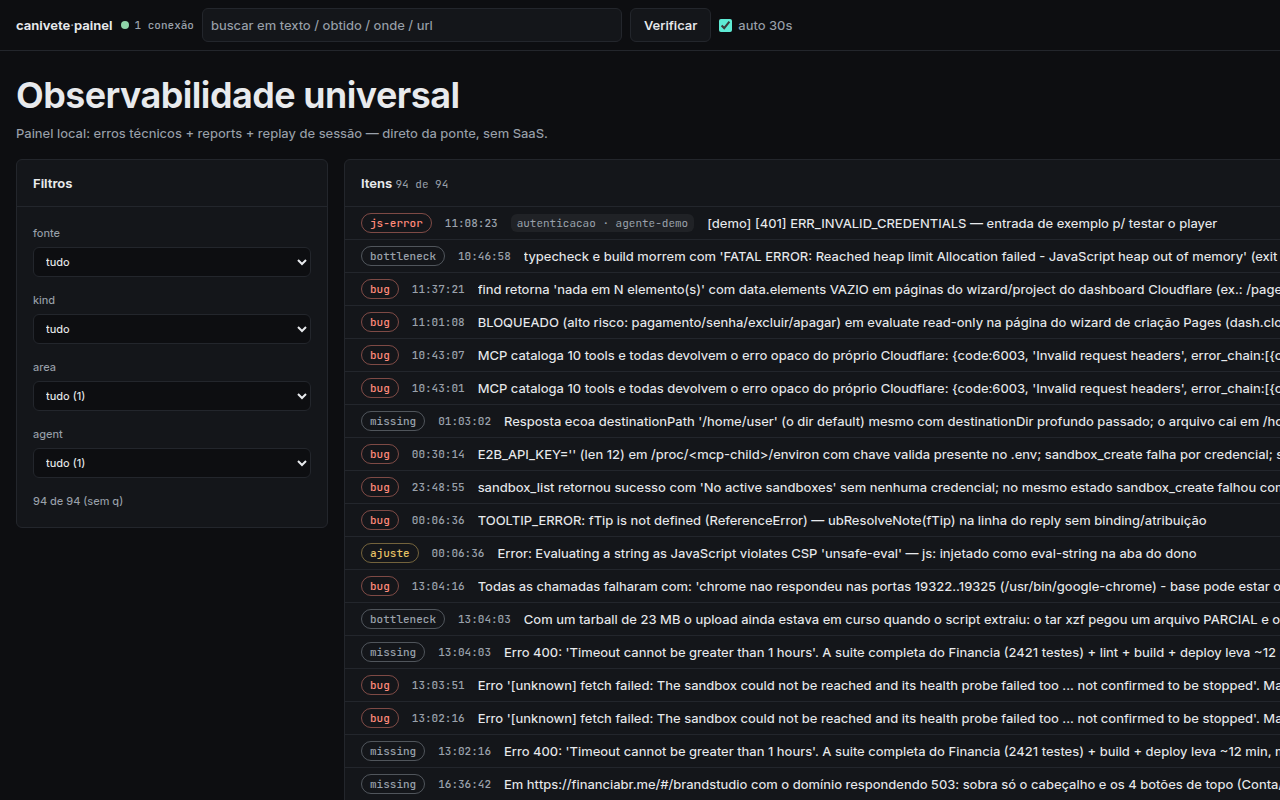 canivete·painel 1 conexão buscar em texto / obtido / onde / url Verificar auto 30s
Observabilidade universal
Painel local: erros técnicos + reports + replay de sessão — direto da ponte, sem SaaS.
Filtros
fonte
tudo
kind
tudo
area
tudo (1)
agent
tudo (1)
94 de 94 (sem q)
Itens 94 de 94
js-error 11:08:23 autenticacao · agente-demo [demo] [401] ERR_INVALID_CREDENTIALS — entrada de exemplo p/ testar o player
bottleneck 10:46:58 typecheck e build morrem com 'FATAL ERROR: Reached heap limit Allocation failed - JavaScript heap out of memory' (exit
bug 11:37:21 find retorna 'nada em N elemento(s)' com data.elements VAZIO em páginas do wizard/project do dashboard Cloudflare (ex.: /page
bug 11:01:08 BLOQUEADO (alto risco: pagamento/senha/excluir/apagar) em evaluate read-only na página do wizard de criação Pages (dash.clo
bug 10:43:07 MCP cataloga 10 tools e todas devolvem o erro opaco do próprio Cloudflare: {code:6003, 'Invalid request headers', error_chain:[{c
bug 10:43:01 MCP cataloga 10 tools e todas devolvem o erro opaco do próprio Cloudflare: {code:6003, 'Invalid request headers', error_chain:[{c
missing 01:03:02 Resposta ecoa destinationPath '/home/user' (o dir default) mesmo com destinationDir profundo passado; o arquivo cai em /ho
bug 00:30:14 E2B_API_KEY='' (len 12) em /proc/<mcp-child>/environ com chave valida presente no .env; sandbox_create falha por credencial; s
bug 23:48:55 sandbox_list retornou sucesso com 'No active sandboxes' sem nenhuma credencial; no mesmo estado sandbox_create falhou con
bug 00:06:36 TOOLTIP_ERROR: fTip is not defined (ReferenceError) — ubResolveNote(fTip) na linha do reply sem binding/atribuição
ajuste 00:06:36 Error: Evaluating a string as JavaScript violates CSP 'unsafe-eval' — js: injetado como eval-string na aba do dono
bug 13:04:16 Todas as chamadas falharam com: 'chrome nao respondeu nas portas 19322..19325 (/usr/bin/google-chrome) - base pode estar o
bottleneck 13:04:03 Com um tarball de 23 MB o upload ainda estava em curso quando o script extraiu: o tar xzf pegou um arquivo PARCIAL e o
missing 13:04:03 Erro 400: 'Timeout cannot be greater than 1 hours'. A suite completa do Financia (2421 testes) + lint + build + deploy leva ~12
bug 13:03:51 Erro '[unknown] fetch failed: The sandbox could not be reached and its health probe failed too ... not confirmed to be stopped'. Ma
bug 13:02:16 Erro '[unknown] fetch failed: The sandbox could not be reached and its health probe failed too ... not confirmed to be stopped'. Ma
missing 13:02:16 Erro 400: 'Timeout cannot be greater than 1 hours'. A suite completa do Financia (2421 testes) + build + deploy leva ~12 min, m
missing 16:36:42 Em https://financiabr.me/#/brandstudio com o domínio respondendo 503: sobra só o cabeçalho e os 4 botões de topo (Conta,